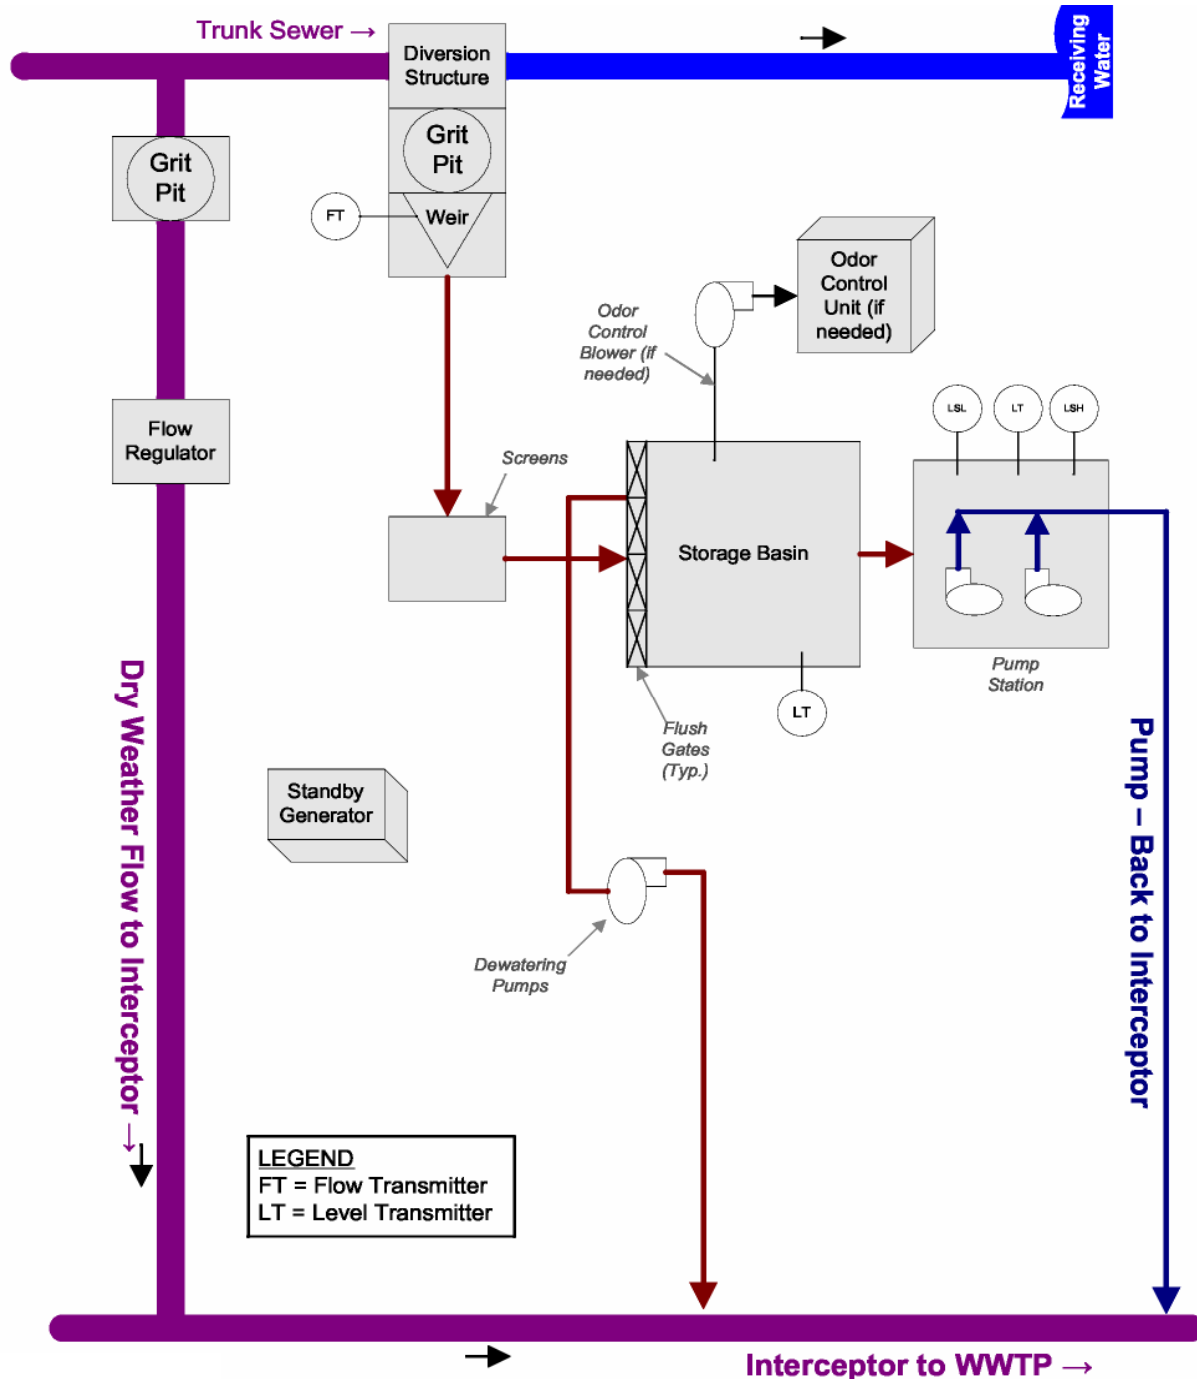 Trunk Sewer →
Diversion
Structure
Receiving
Water
Grit
Pit
Grit
Pit
FT
Weir
Odor
Control
Unit (if
needed)
Odor
Control
Blower (if
needed)
LSL
LT
LSH
Flow
Regulator
Screens
Storage Basin
Pump
Station
LT
Flush
Gates
(Typ.)
Dry Weather Flow to Interceptor →
Pump – Back to Interceptor
Standby
Generator
Dewatering
Pumps
LEGEND
FT = Flow Transmitter
LT = Level Transmitter
Interceptor to WWTP →